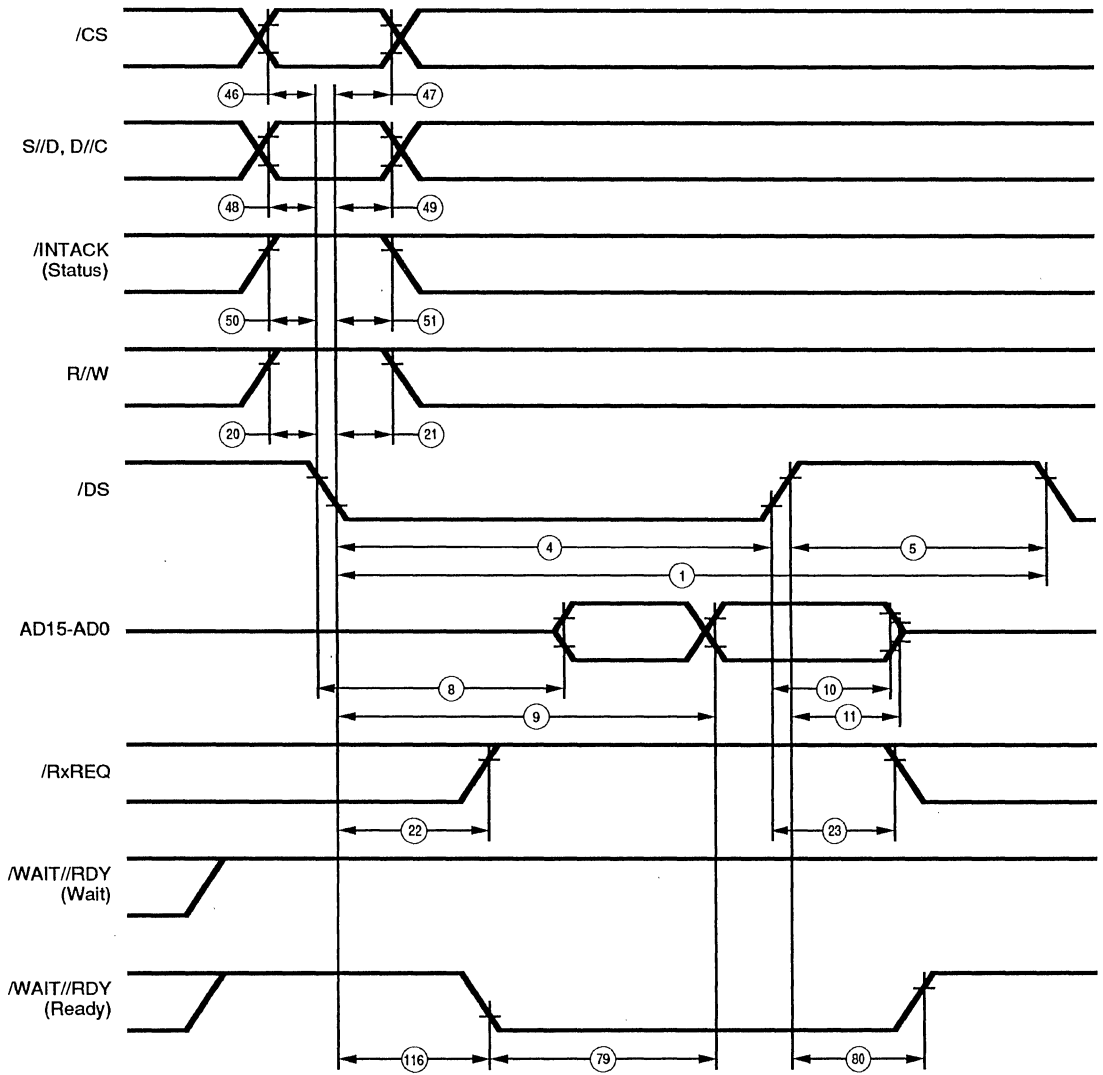 /CS
46
47
S//D, D//C
48
49
/INTACK
(Status)
50
51
R//W
20
21
/DS
4
5
1
AD15-AD0
8
10
9
11
/RxREQ
22
23
/WAIT//RDY
(Wait)
/WAIT//RDY
(Ready)
116
79
80